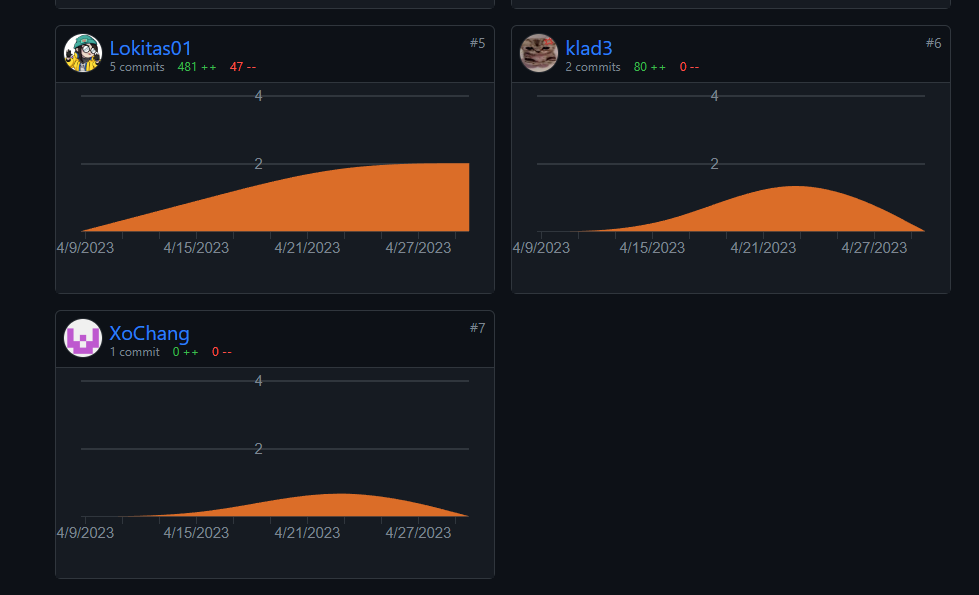 Lokitas01
#5
5 commits 481 ++ 47 --
4
2
4/9/2023 4/15/2023 4/21/2023 4/27/2023
klad3
#6
2 commits 80 ++ 0 --
4
2
4/9/2023 4/15/2023 4/21/2023 4/27/2023
XoChang
#7
1 commit 0 ++ 0 --
4
2
4/9/2023 4/15/2023 4/21/2023 4/27/2023